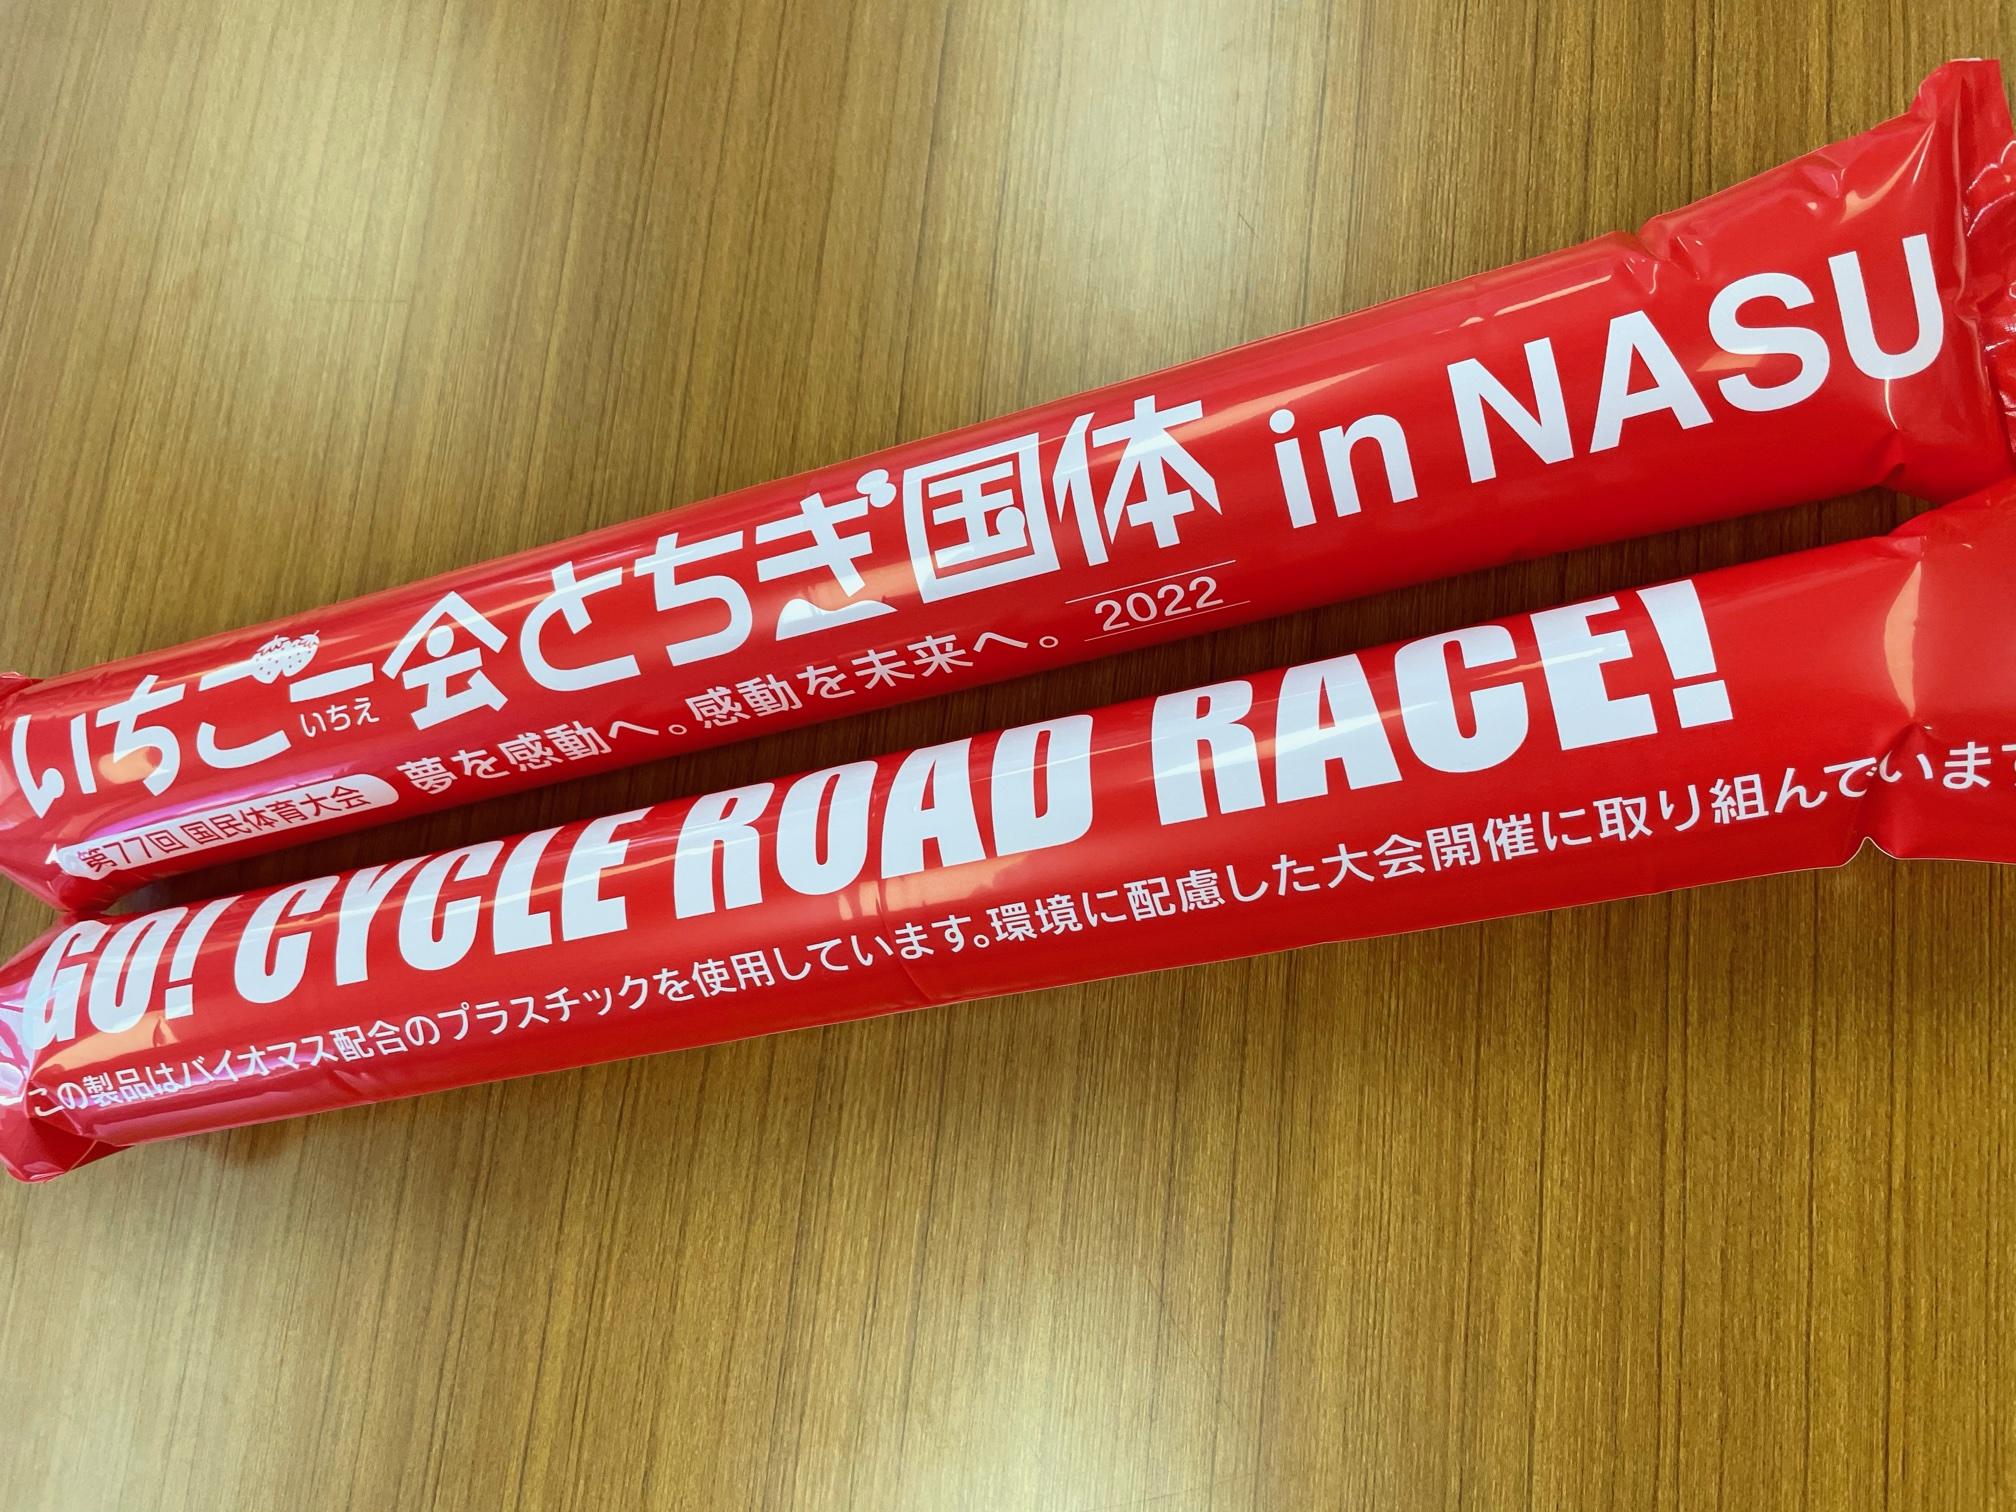 いちご一会とちぎ国体 in NASU
いちえ
第77回 国民体育大会 夢を感動へ。感動を未来へ。 2022
GO! CYCLE ROAD RACE!
この製品はバイオマス配合のプラスチックを使用しています。環境に配慮した大会開催に取り組んでいます